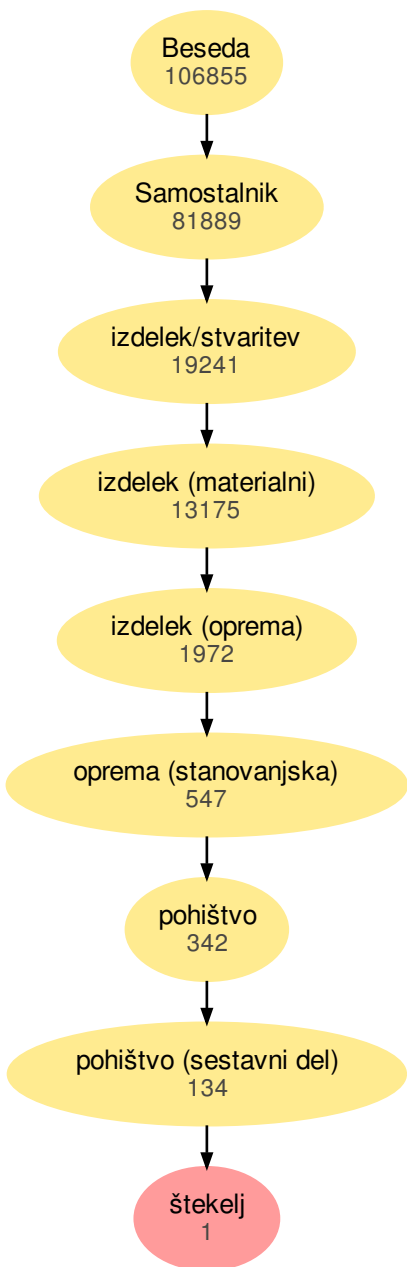 Beseda
106855
Samostalnik
81889
izdelek/stvaritev
19241
izdelek (materialni)
13175
izdelek (oprema)
1972
oprema (stanovanjska)
547
pohištvo
342
pohištvo (sestavni del)
134
štekelj
1